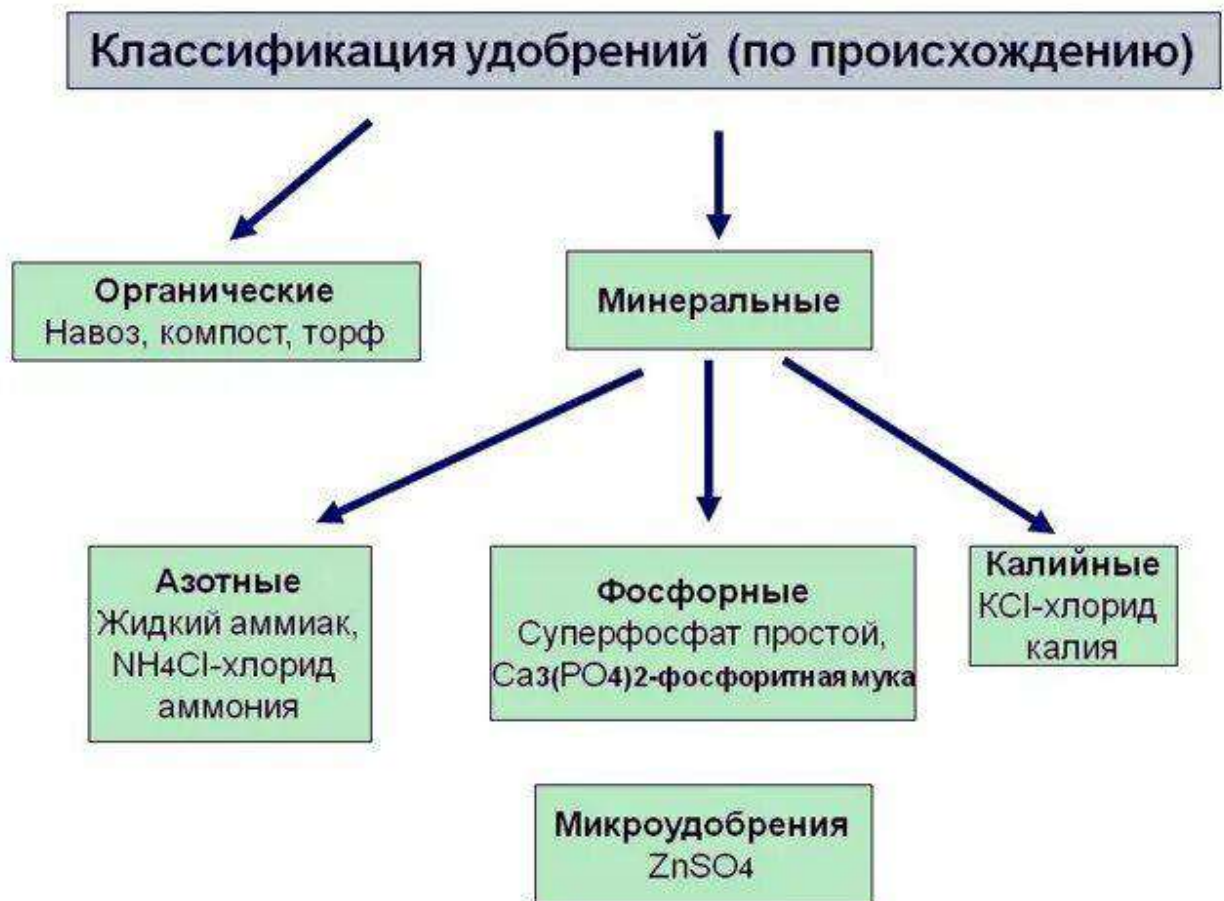 Классификация удобрений (по происхождению)
Органические
Навоз, компост, торф
Минеральные
Азотные
Жидкий аммиак,
NH4Cl-хлорид
аммония
Фосфорные
Суперфосфат простой,
Ca3(PO4)2-фосфоритная мука
Калийные
KCl-хлорид
калия
Микроудобрения
ZnSO4